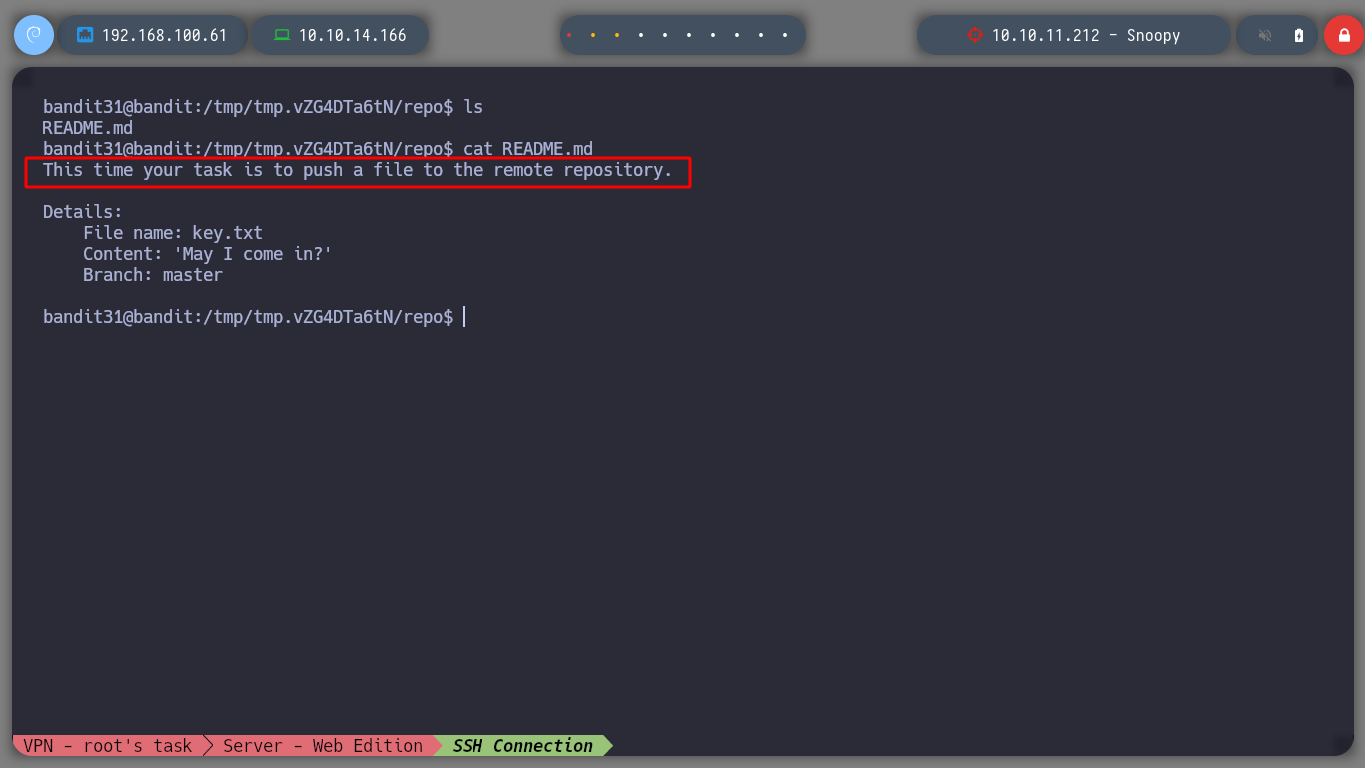 192.168.100.61 10.10.14.166 10.10.11.212 - Snoopy
bandit31@bandit:/tmp/tmp.vZG4DTa6tN/repo$ ls
README.md
bandit31@bandit:/tmp/tmp.vZG4DTa6tN/repo$ cat README.md
This time your task is to push a file to the remote repository.
Details:
File name: key.txt
Content: 'May I come in?'
Branch: master
bandit31@bandit:/tmp/tmp.vZG4DTa6tN/repo$
VPN - root's task Server - Web Edition SSH Connection